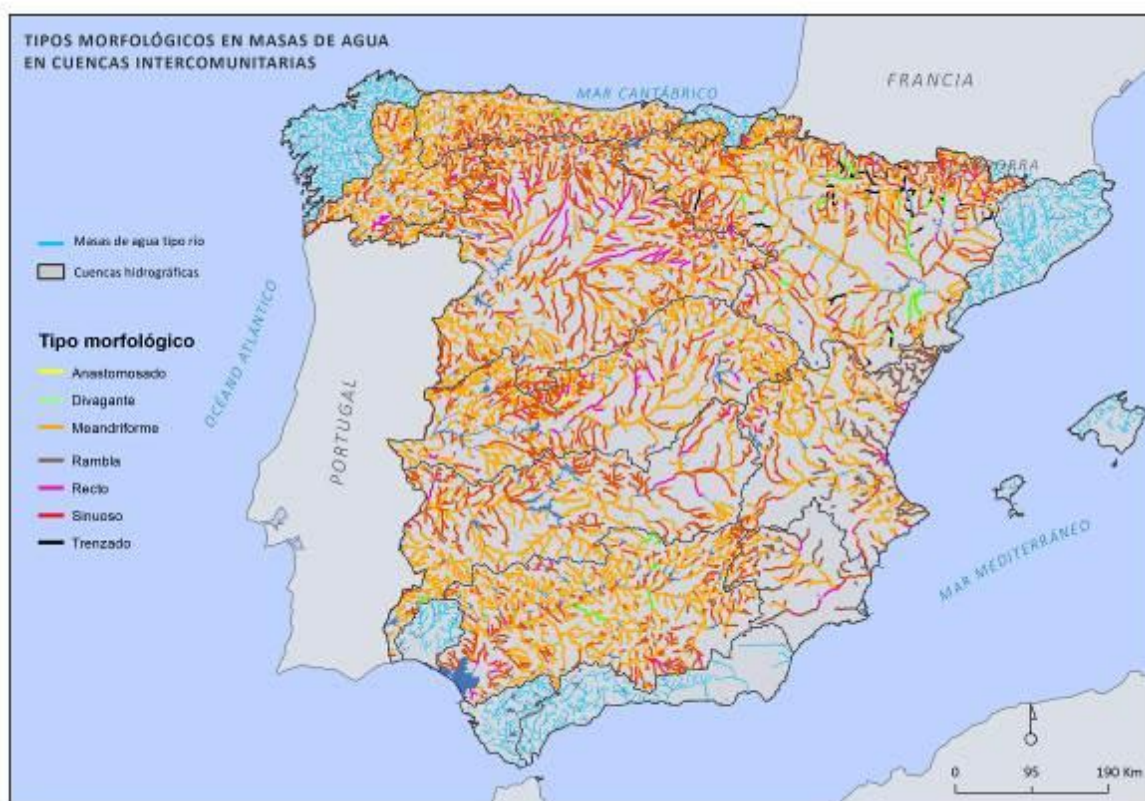 TIPOS MORFOLÓGICOS EN MASAS DE AGUA
EN CUENCAS INTERCOMUNITARIAS
FRANCIA
MAR CANTÁBRICO
Masas de agua tipo río
Cuencas hidrográficas
OCÉANO ATLÁNTICO
PORTUGAL
Tipo morfológico
Anastomosado
Divagante
Meandriforme
Rambla
Recto
Sinuoso
Trenzado
MAR MEDITERRÁNEO
0 95 190 Km